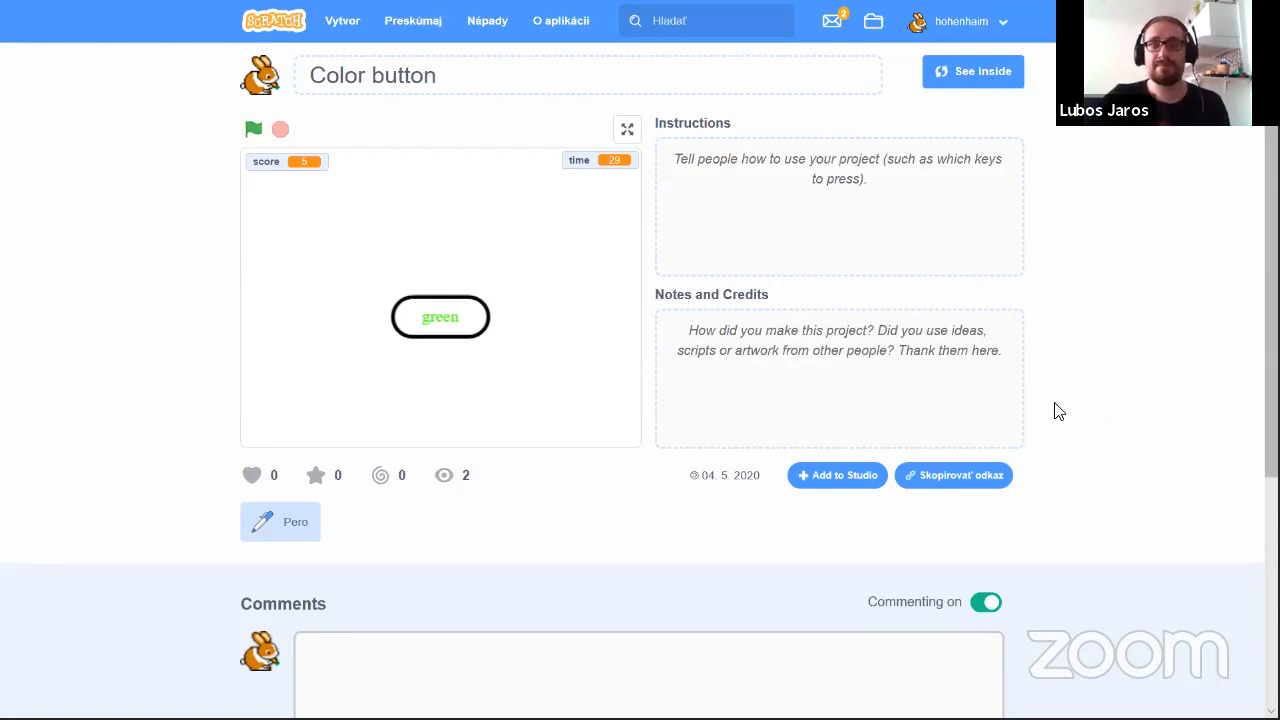 SCRATCH
Vytvor
Preskúmaj
Nápady
O aplikácii
Hladať
2
hohenhaim
Lubos Jaros
Color button
See inside
score 5
time 29
green
Instructions
Tell people how to use your project (such as which keys
to press).
Notes and Credits
How did you make this project? Did you use ideas,
scripts or artwork from other people? Thank them here.
0
0
0
2
© 04. 5. 2020
Add to Studio
Skopírovať odkaz
Pero
Comments
Commenting on
zoom